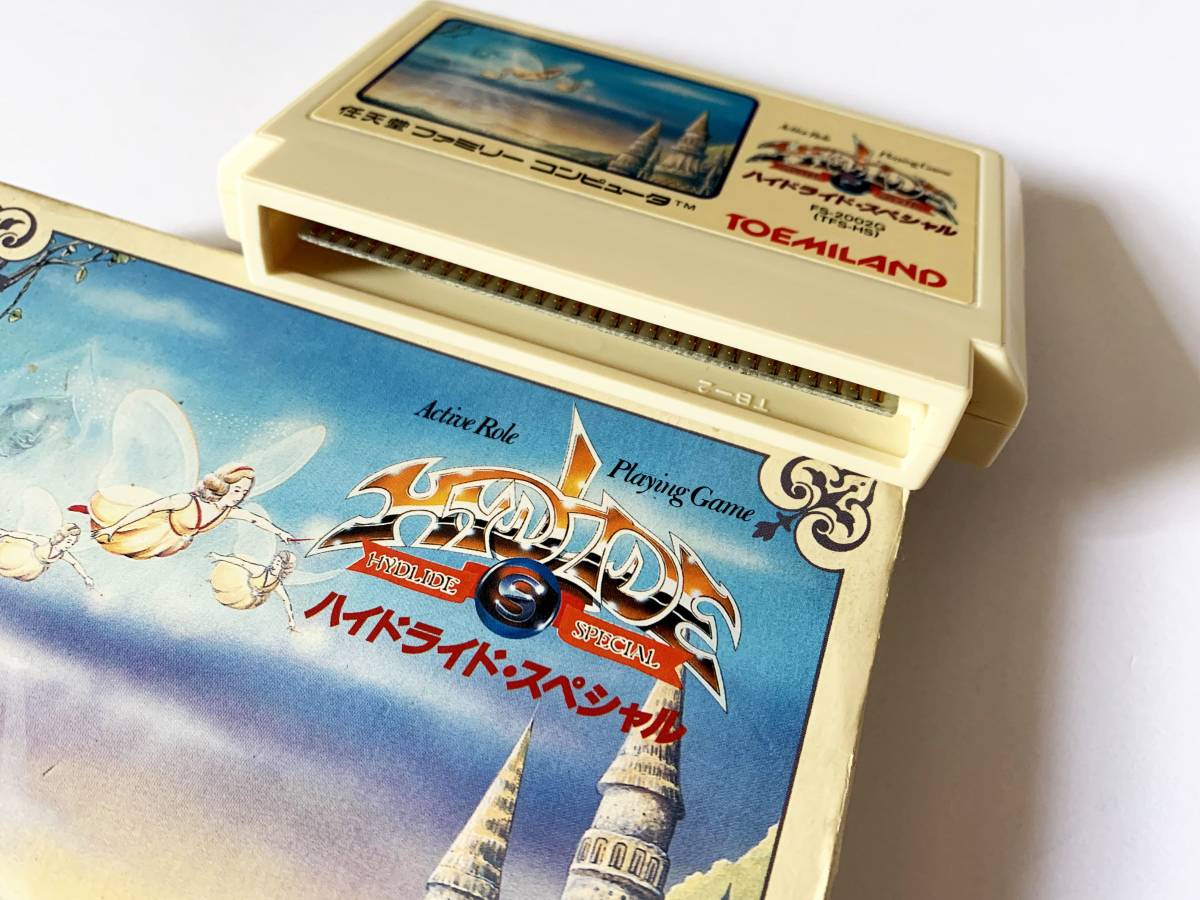 任天堂 ファミリー コンピュータ™
Active Role
Playing Game
ハイドライド・スペシャル
FS-2002G
(TFS-HS)
TOEMILAND
TB-2
Active Role
Playing Game
HYDLIDE
HYDLIDE S SPECIAL
ハイドライド・スペシャル